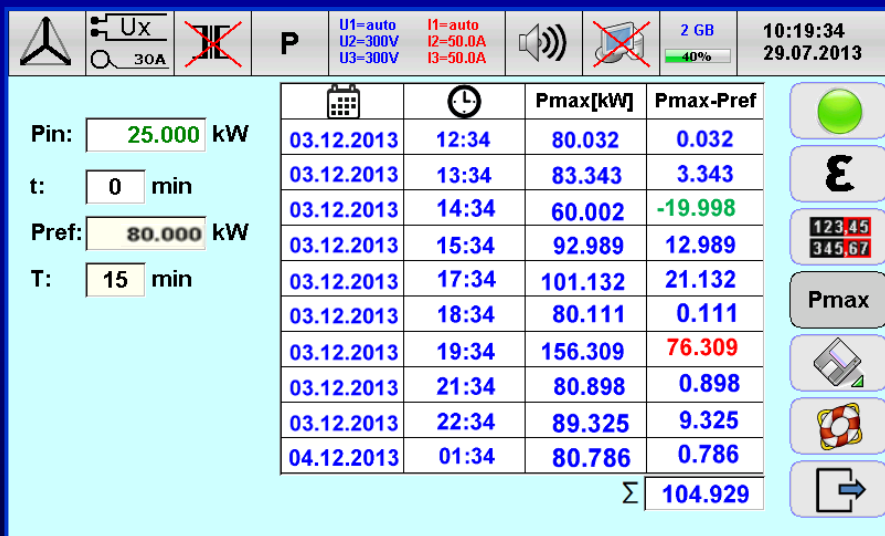 Ux
30A
P
U1=auto I1=auto
U2=300V I2=50.0A
U3=300V I3=50.0A
2 GB
40%
10:19:34
29.07.2013
Pin: 25.000 kW
t: 0 min
Pref: 80.000 kW
T: 15 min
Pmax[kW] Pmax-Pref
03.12.2013 12:34 80.032 0.032
03.12.2013 13:34 83.343 3.343
03.12.2013 14:34 60.002 -19.998
03.12.2013 15:34 92.989 12.989
03.12.2013 17:34 101.132 21.132
03.12.2013 18:34 80.111 0.111
03.12.2013 19:34 156.309 76.309
03.12.2013 21:34 80.898 0.898
03.12.2013 22:34 89.325 9.325
04.12.2013 01:34 80.786 0.786
Σ 104.929
ε
123,45
345,67
Pmax